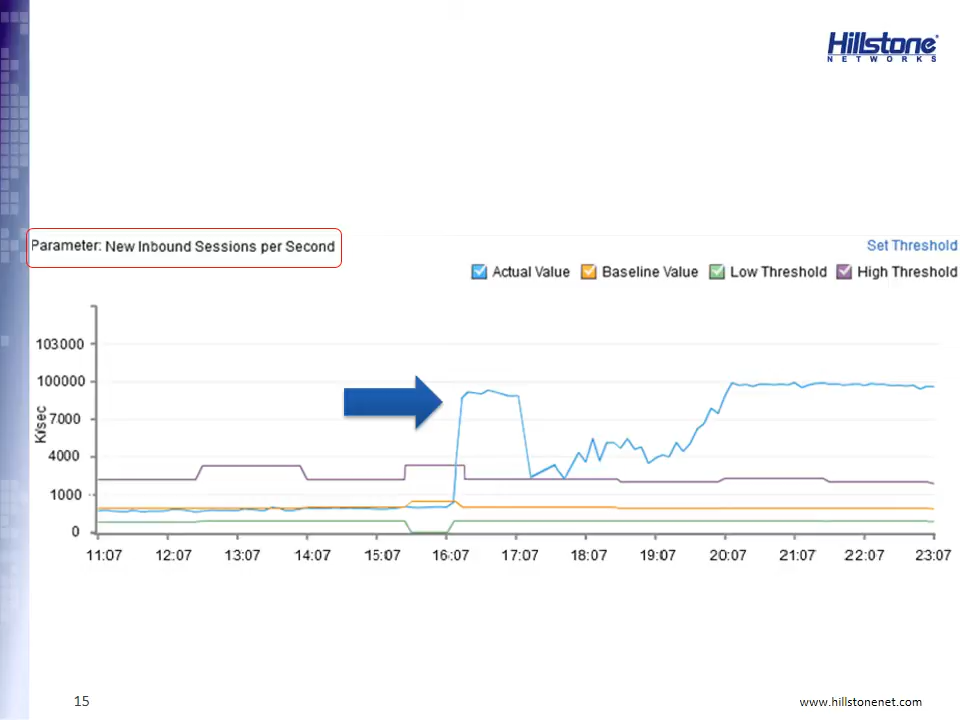 Hillstone
NETWORKS
Parameter: New Inbound Sessions per Second
Set Threshold
Actual Value Baseline Value Low Threshold High Threshold
K/sec
103000
100000
7000
4000
1000
0
11:07 12:07 13:07 14:07 15:07 16:07 17:07 18:07 19:07 20:07 21:07 22:07 23:07
15
www.hillstonenet.com